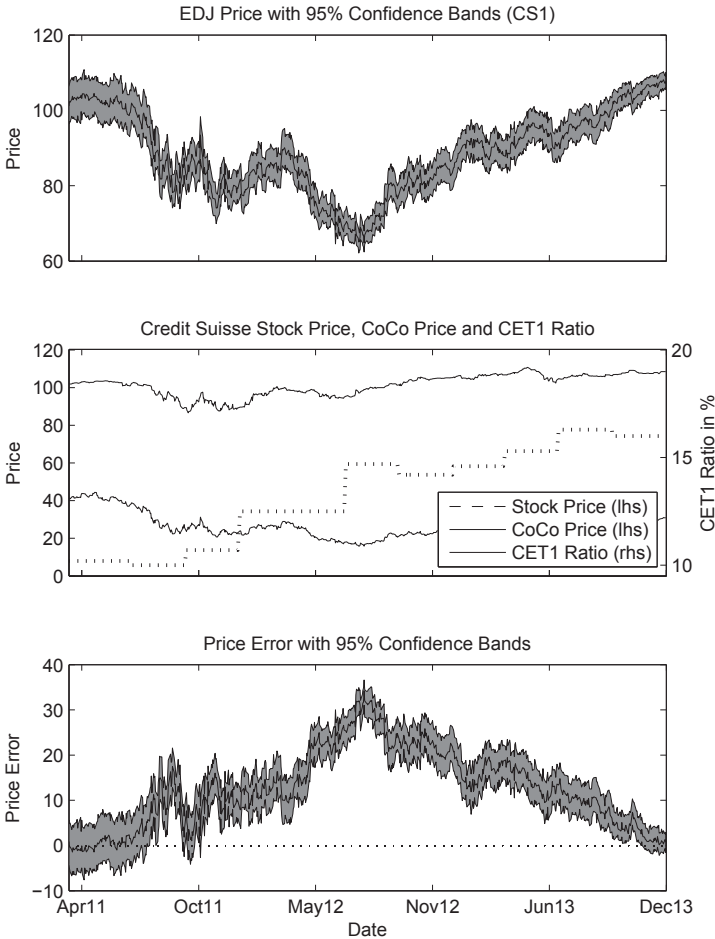 EDJ Price with 95% Confidence Bands (CS1)
120
100
80
60
Price
Credit Suisse Stock Price, CoCo Price and CET1 Ratio
120
100
80
60
40
20
0
Price
20
15
10
CET1 Ratio in %
Stock Price (lhs)
CoCo Price (lhs)
CET1 Ratio (rhs)
Price Error with 95% Confidence Bands
40
30
20
10
0
−10
Price Error
Apr11 Oct11 May12 Nov12 Jun13 Dec13
Date